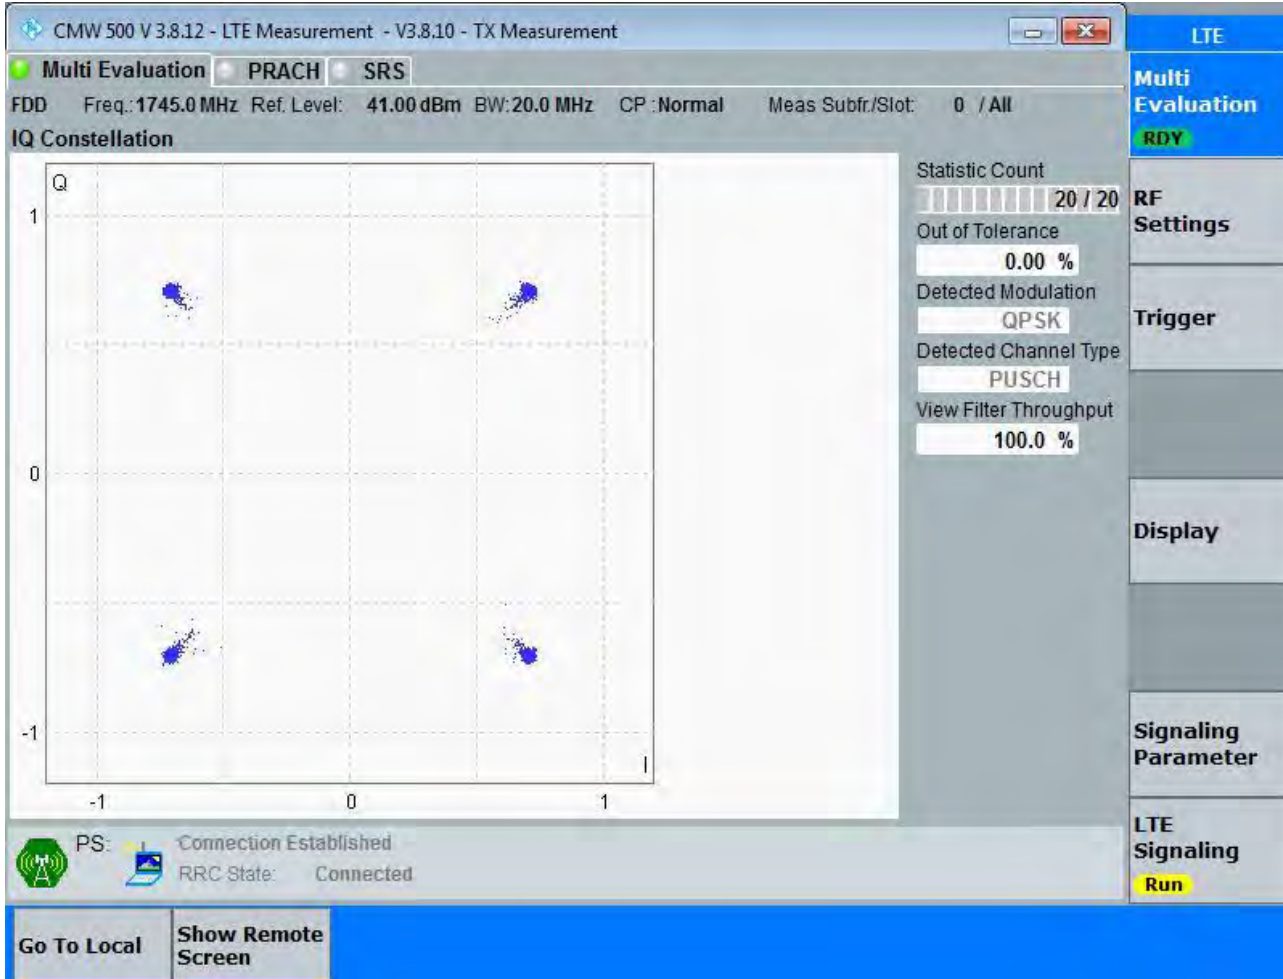 CMW 500 V 3.8.12 - LTE Measurement - V3.8.10 - TX Measurement
LTE
Multi Evaluation PRACH SRS
FDD Freq.: 1745.0 MHz Ref. Level: 41.00 dBm BW: 20.0 MHz CP : Normal Meas Subfr./Slot: 0 / All
IQ Constellation
Q
1
0
-1
I
-1 0 1
Statistic Count
20 / 20
Out of Tolerance
0.00 %
Detected Modulation
QPSK
Detected Channel Type
PUSCH
View Filter Throughput
100.0 %
Multi
Evaluation
RDY
RF
Settings
Trigger
Display
Signaling
Parameter
LTE
Signaling
Run
PS: Connection Established
RRC State: Connected
Go To Local
Show Remote
Screen